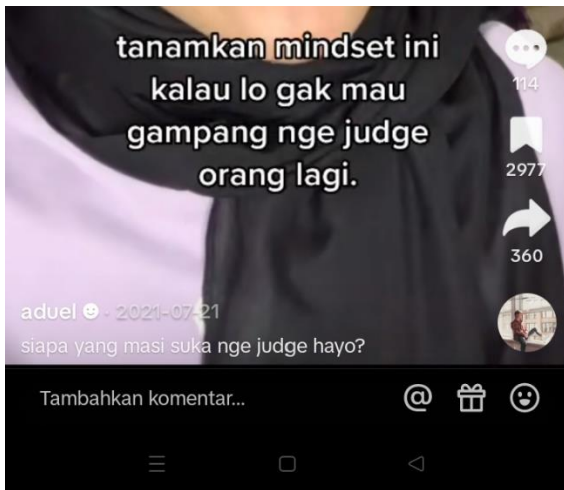 tanamkan mindset ini
kalau lo gak mau
gampang nge judge
orang lagi.
114
2977
360
aduel ☻ · 2021-07-21
siapa yang masi suka nge judge hayo?
Tambahkan komentar...
@